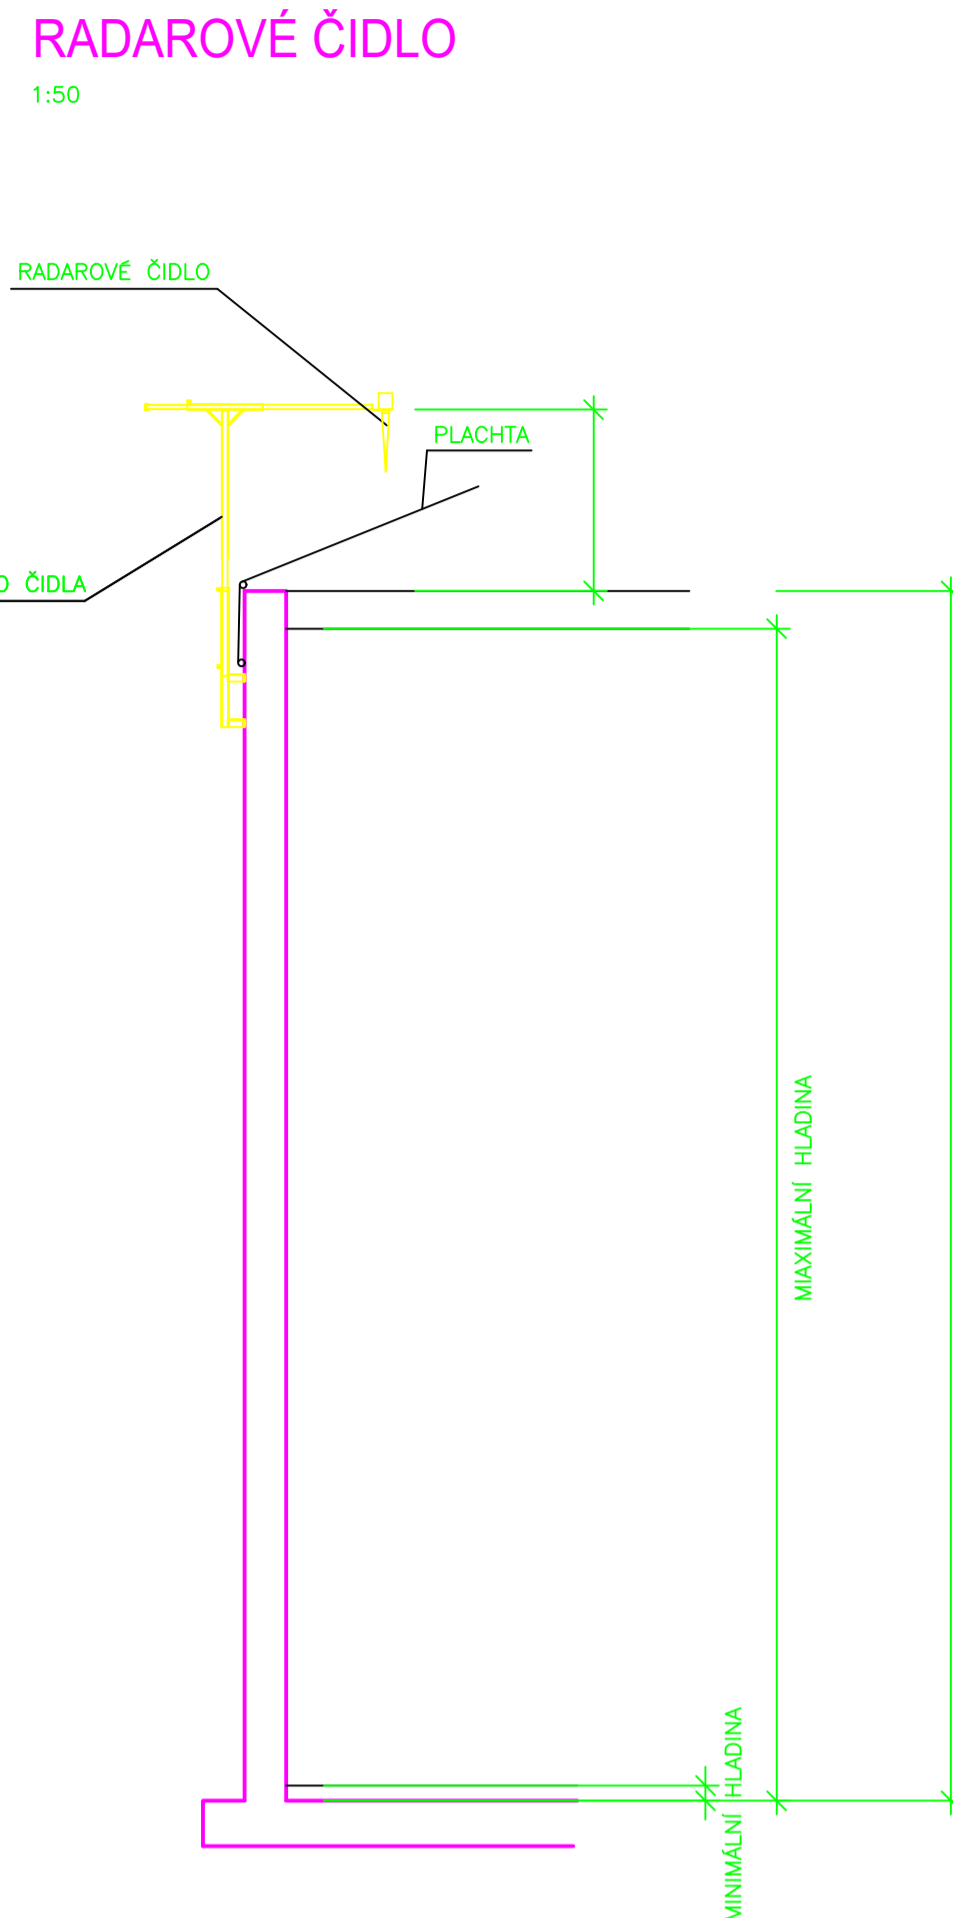 RADAROVÉ ČIDLO
1:50
RADAROVÉ ČIDLO
PLACHTA
ČIDLA
MIAXIMÁLNÍ HLADINA
MINIMÁLNÍ HLADINA